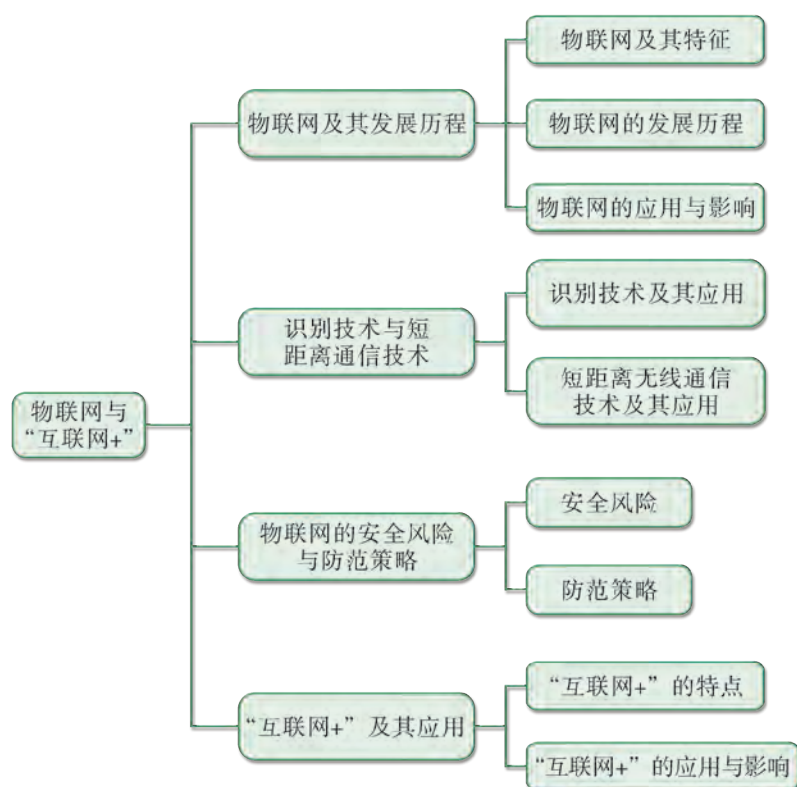 物联网与
“互联网+”
物联网及其发展历程
物联网及其特征
物联网的发展历程
物联网的应用与影响
识别技术与短
距离通信技术
识别技术及其应用
短距离无线通信
技术及其应用
物联网的安全风险
与防范策略
安全风险
防范策略
“互联网+”及其应用
“互联网+”的特点
“互联网+”的应用与影响